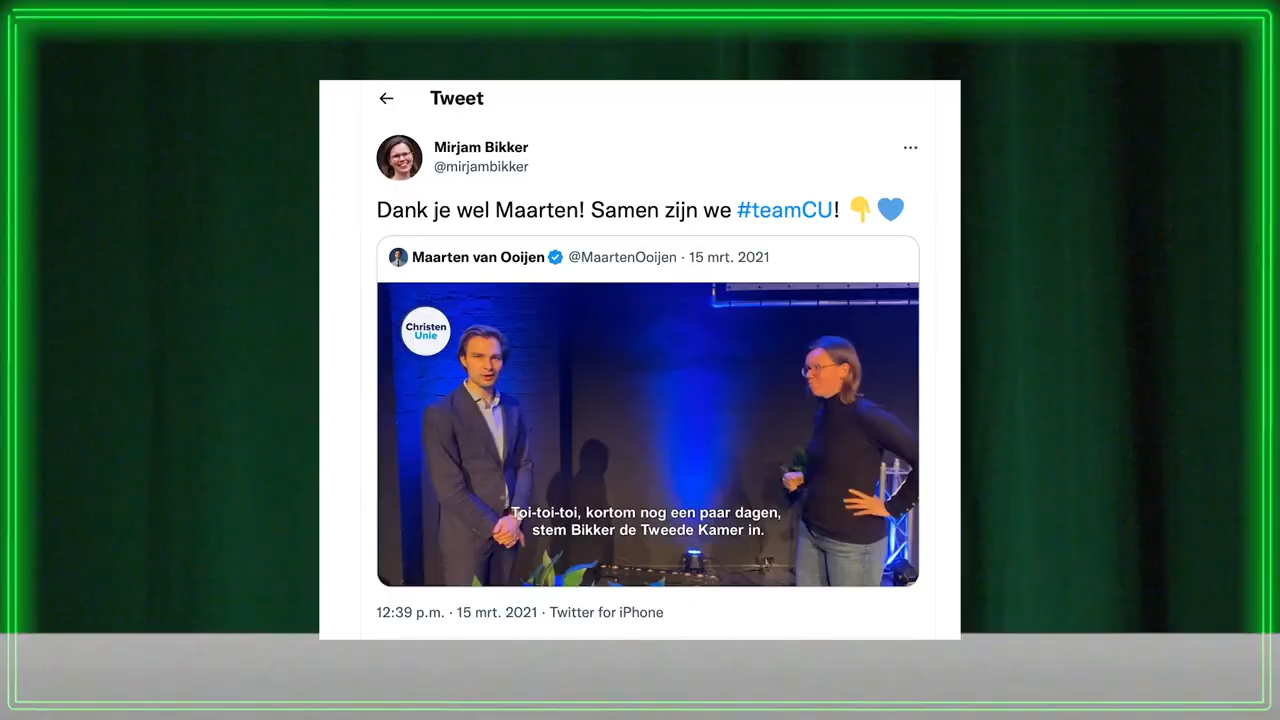 Tweet
Mirjam Bikker
@mirjambikker
Dank je wel Maarten! Samen zijn we #teamCU! 👇💙
Maarten van Ooijen @MaartenOoijen · 15 mrt. 2021
Christen
Unie
Toi-toi-toi, kortom nog een paar dagen,
stem Bikker de Tweede Kamer in.
12:39 p.m. · 15 mrt. 2021 · Twitter for iPhone